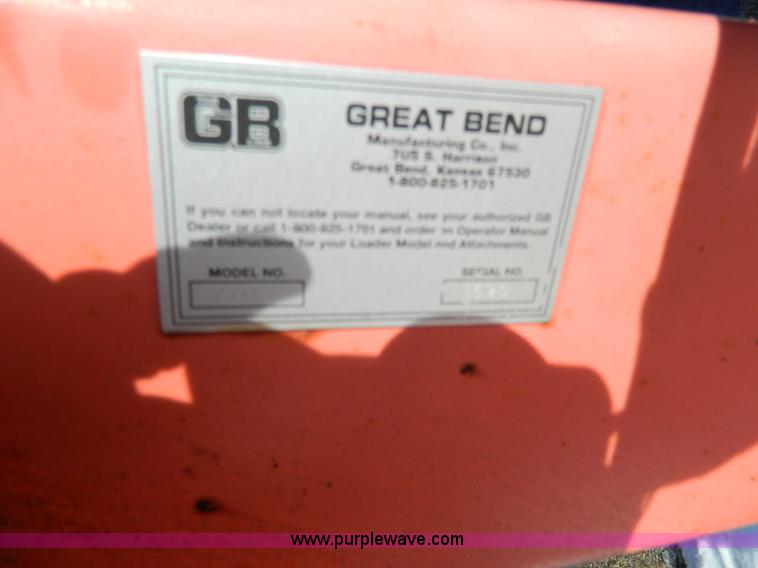 GB
GREAT BEND
Manufacturing Co., Inc.
7US S. Harrison
Great Bend, Kansas 67530
1-800-825-1701
If you can not locate your manual, see your authorized GB
Dealer or call 1-800-825-1701 and order an Operator Manual
and Instructions for your Loader Model and Attachments.
MODEL NO.
SERIAL NO.
www.purplewave.com